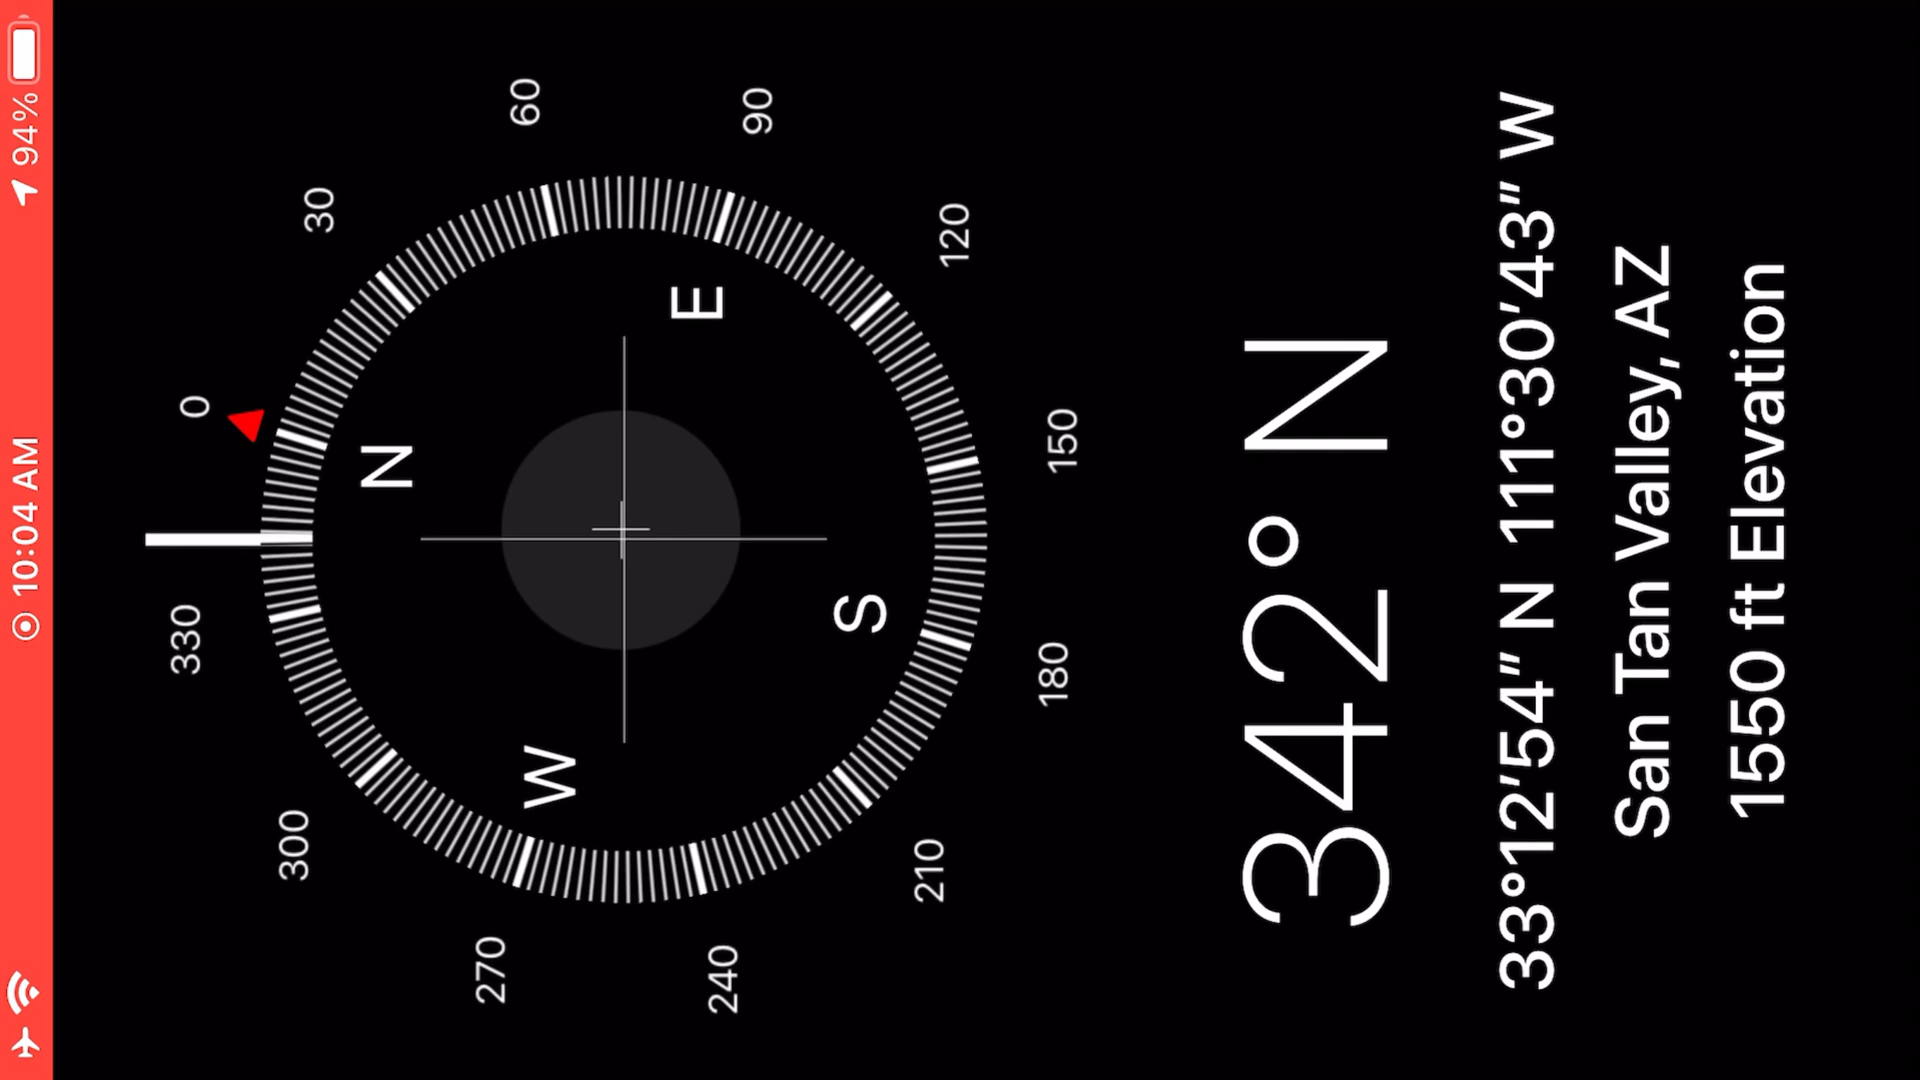 10:04 AM
94%
0
30
60
90
120
150
180
210
240
270
300
330
N
E
S
W
342° N
33°12′54″ N 111°30′43″ W
San Tan Valley, AZ
1550 ft Elevation